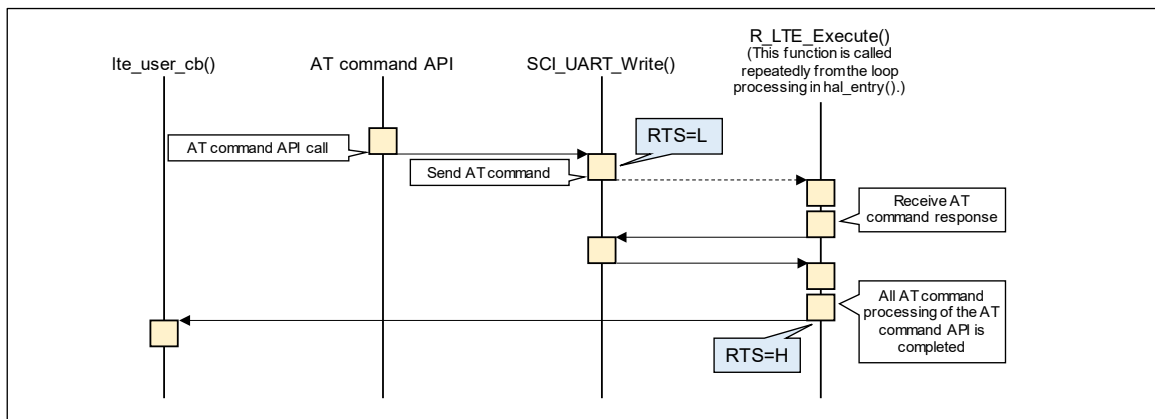 lte_user_cb()
AT command API
SCI_UART_Write()
R_LTE_Execute()
(This function is called
repeatedly from the loop
processing in hal_entry().)
AT command API call
RTS=L
Send AT command
Receive AT
command response
All AT command
processing of the AT
command API is
completed
RTS=H